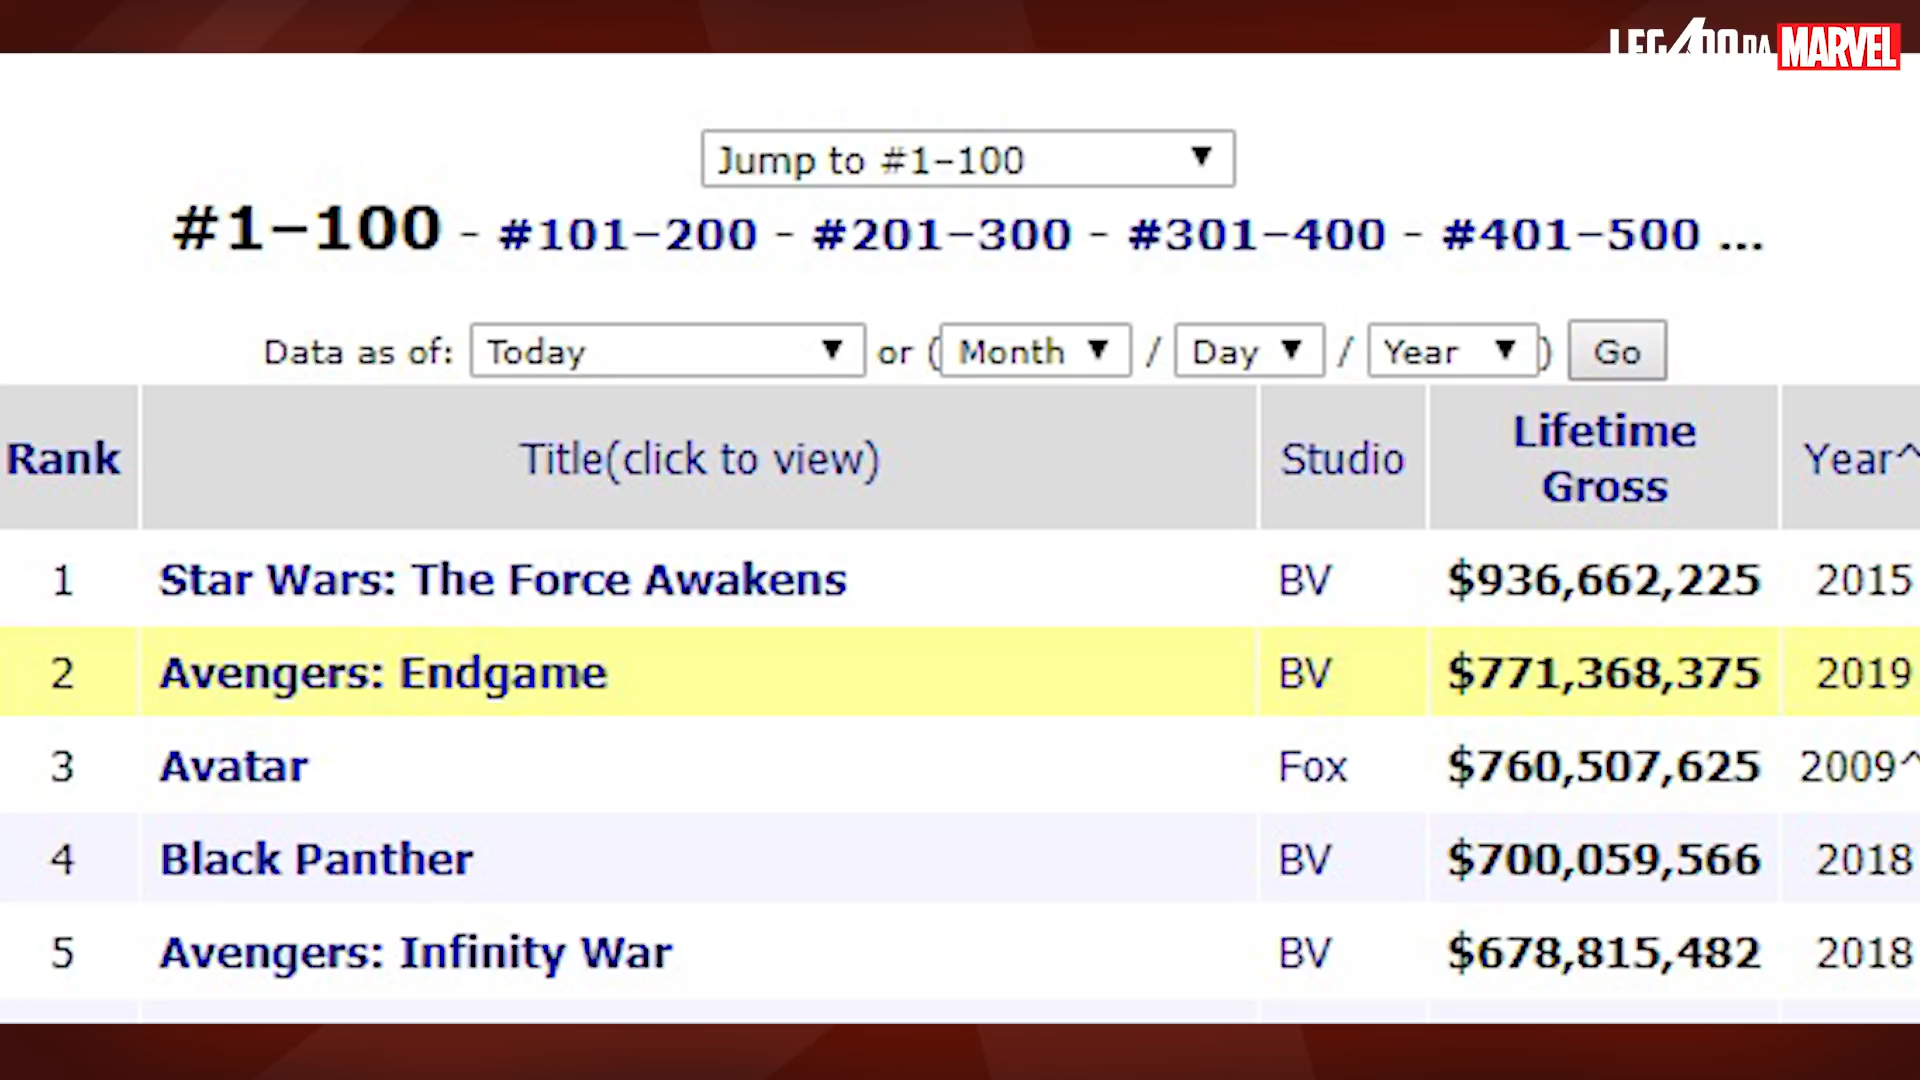 LEGADO DA MARVEL
Jump to #1-100 ▼
#1-100 - #101-200 - #201-300 - #301-400 - #401-500 ...
Data as of: Today ▼ or (Month ▼ / Day ▼ / Year ▼) Go
Rank Title(click to view) Studio Lifetime Gross Year^
1 Star Wars: The Force Awakens BV $936,662,225 2015
2 Avengers: Endgame BV $771,368,375 2019
3 Avatar Fox $760,507,625 2009^
4 Black Panther BV $700,059,566 2018
5 Avengers: Infinity War BV $678,815,482 2018